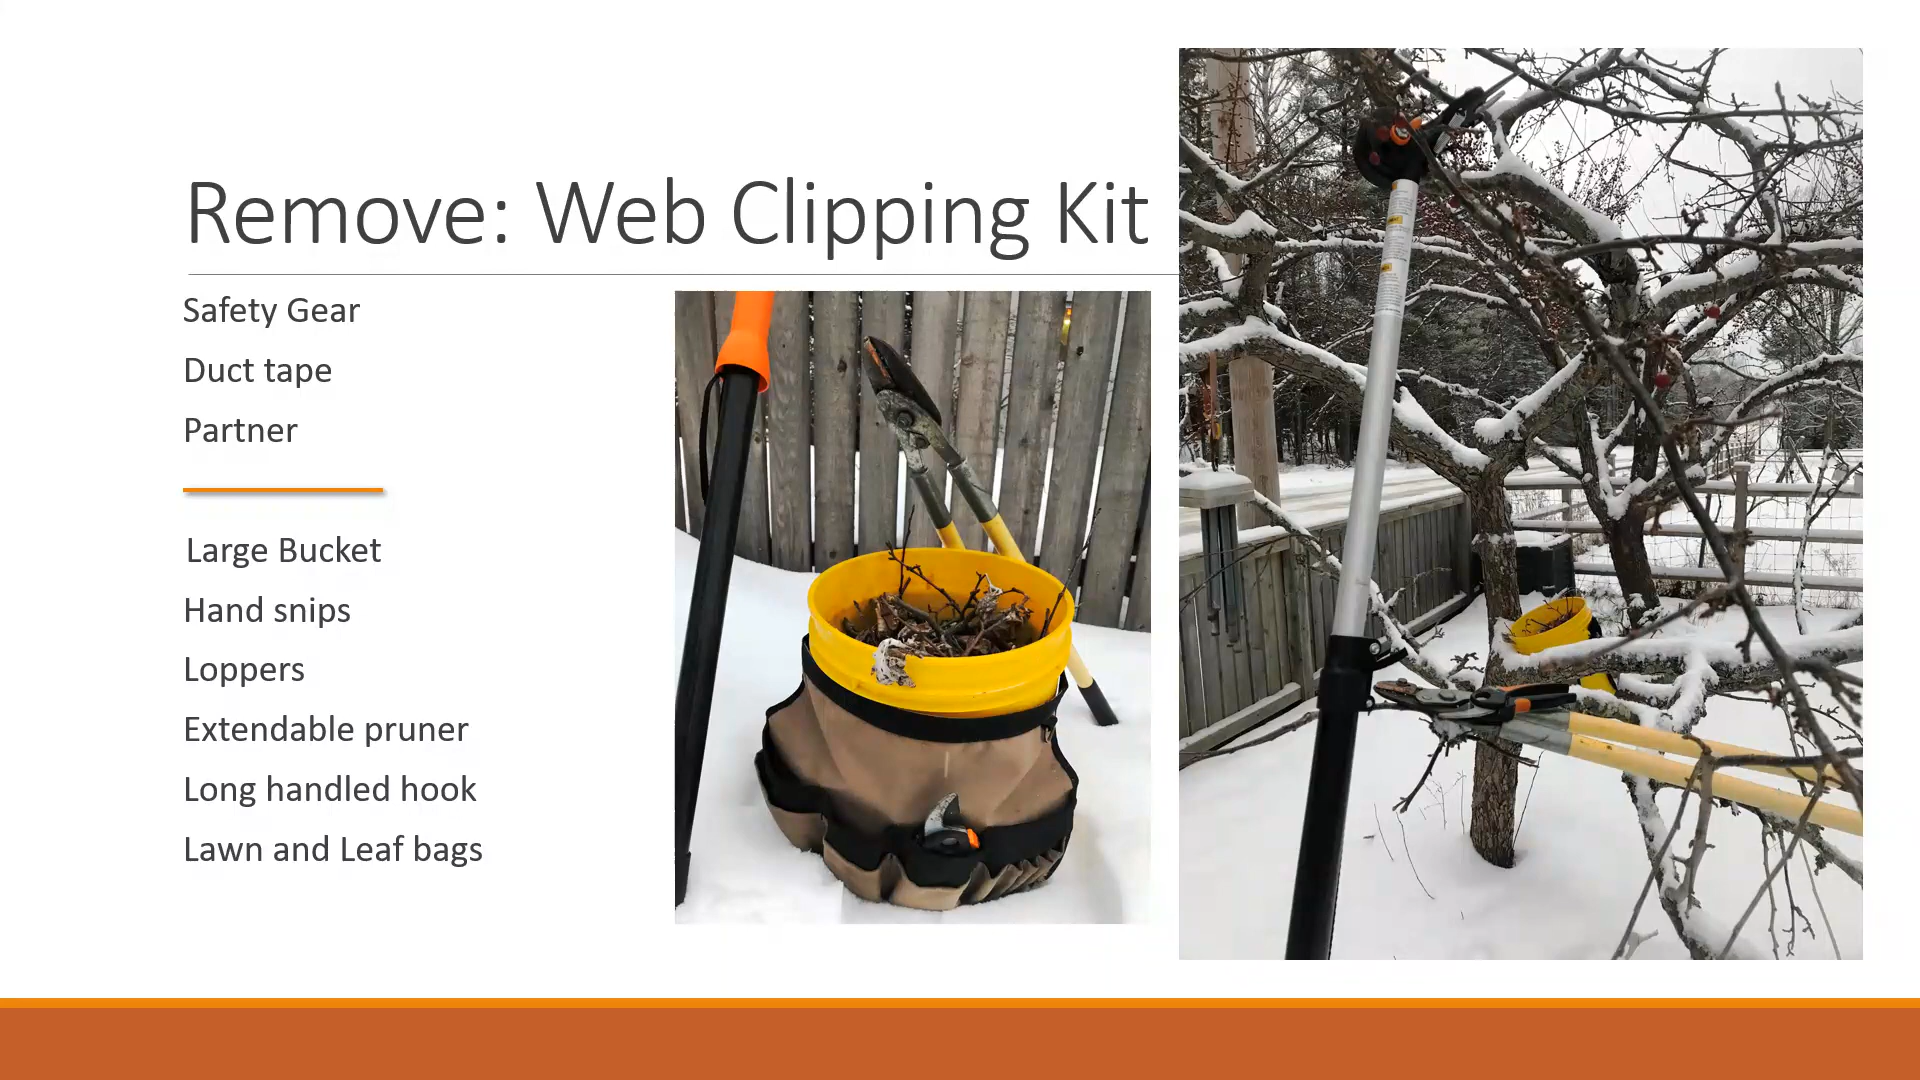 Remove: Web Clipping Kit
Safety Gear
Duct tape
Partner
Large Bucket
Hand snips
Loppers
Extendable pruner
Long handled hook
Lawn and Leaf bags